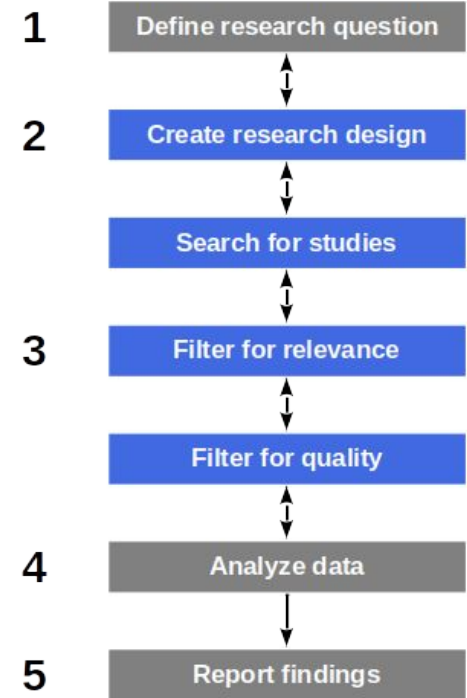 1 Define research question
2 Create research design
Search for studies
3 Filter for relevance
Filter for quality
4 Analyze data
5 Report findings